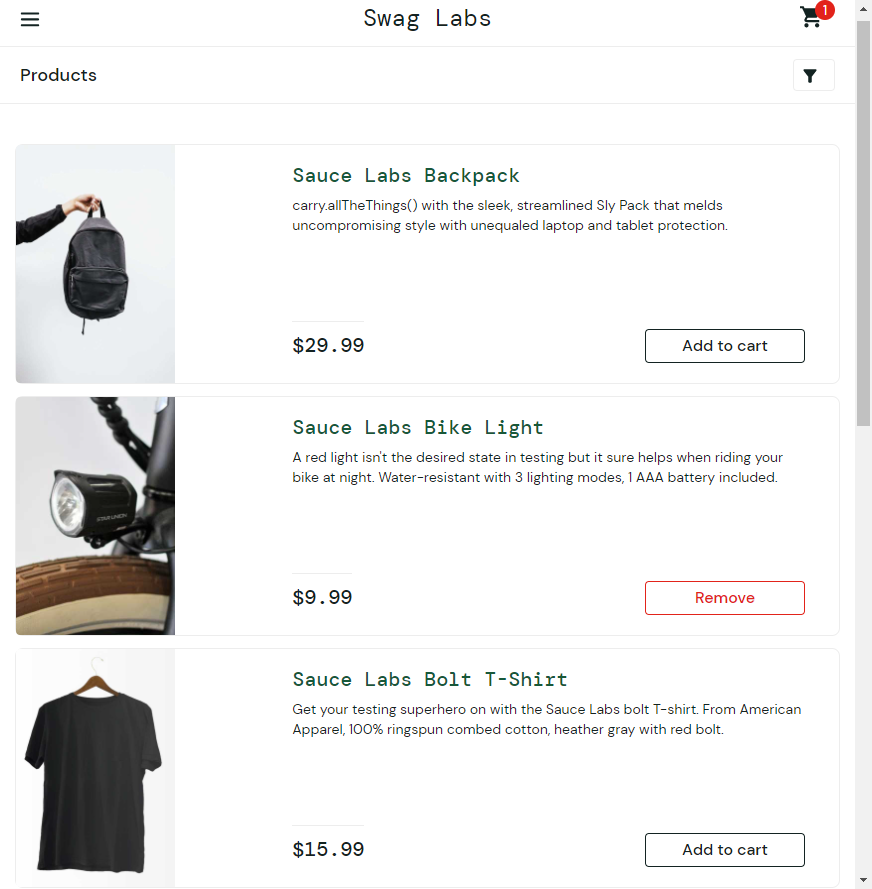 Swag Labs
1
Products
Sauce Labs Backpack
carry.allTheThings() with the sleek, streamlined Sly Pack that melds
uncompromising style with unequaled laptop and tablet protection.
$29.99
Add to cart
Sauce Labs Bike Light
A red light isn't the desired state in testing but it sure helps when riding your
bike at night. Water-resistant with 3 lighting modes, 1 AAA battery included.
STAR UNION
$9.99
Remove
Sauce Labs Bolt T-Shirt
Get your testing superhero on with the Sauce Labs bolt T-shirt. From American
Apparel, 100% ringspun combed cotton, heather gray with red bolt.
$15.99
Add to cart